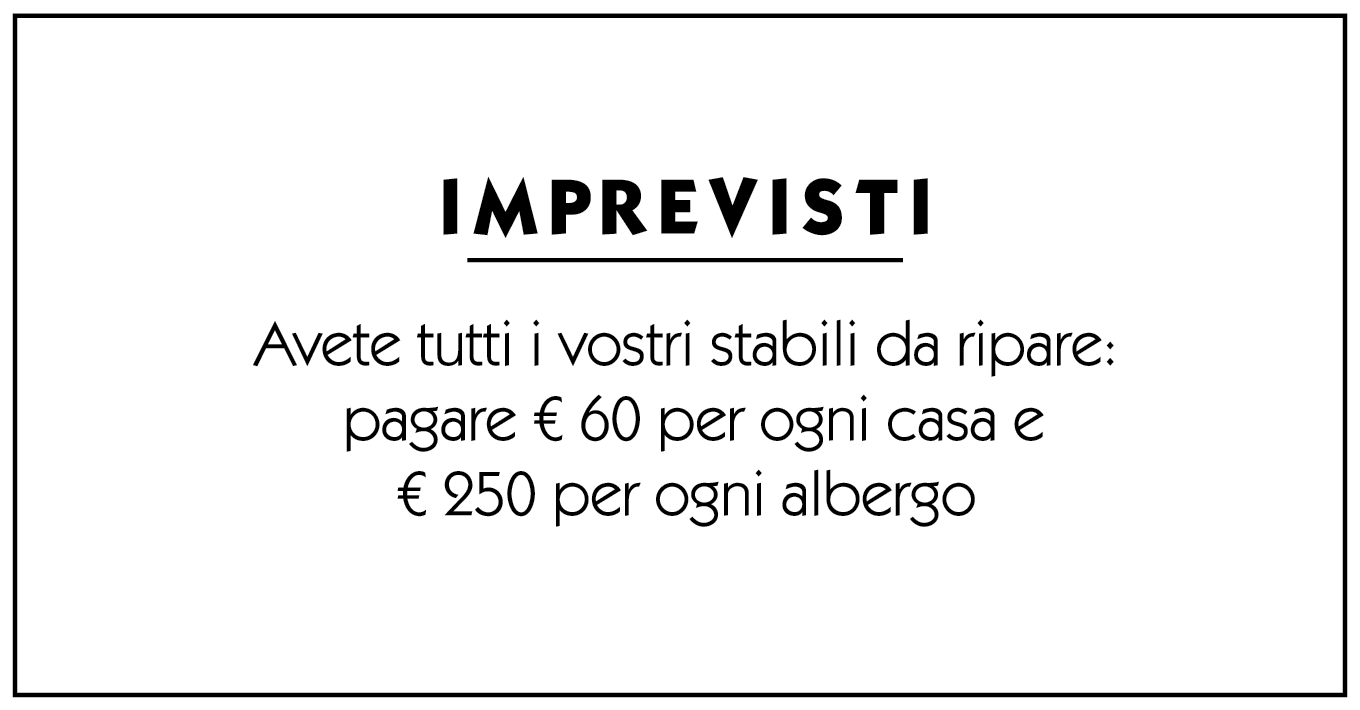 IMPREVISTI
Avete tutti i vostri stabili da ripare:
pagare € 60 per ogni casa e
€ 250 per ogni albergo